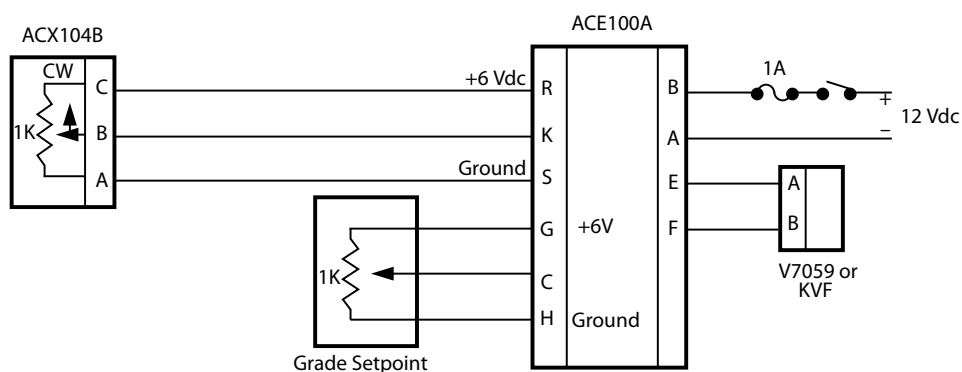 ACX104B
ACE100A
CW
1K
C
B
A
+6 Vdc
Ground
R
K
S
G
C
H
+6V
Ground
B
A
E
F
1A
+
12 Vdc
–
A
B
V7059 or
KVF
1K
Grade Setpoint